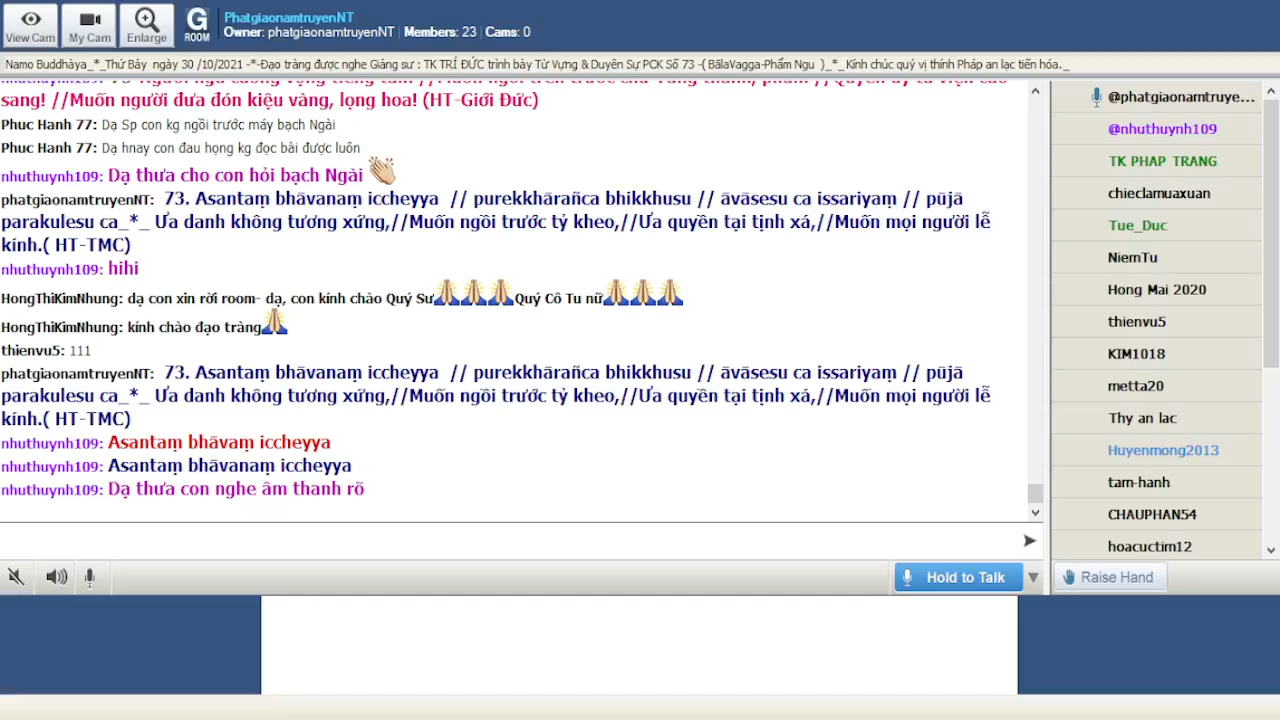 View Cam
My Cam
Enlarge
G
ROOM
PhatgiaonamtruyenNT
Owner: phatgiaonamtruyenNT | Members: 23 | Cams: 0
Namo Buddhàya_*_Thứ Bảy ngày 30 /10/2021 -*-Đạo tràng được nghe Giảng sư : TK TRÍ ĐỨC trình bày Từ Vựng & Duyên Sự PCK Số 73 -( BãlaVagga-Phẩm Ngu )_*_ Kính chúc quý vị thính Pháp an lạc tiến hóa._
sang! //Muốn người đưa đón kiệu vàng, lọng hoa! (HT-Giới Đức)
Phuc Hanh 77: Dạ Sp con kg ngồi trước máy bạch Ngài
Phuc Hanh 77: Dạ hnay con đau họng kg đọc bài được luôn
nhuthuynh109: Dạ thưa cho con hỏi bạch Ngài
phatgiaonamtruyenNT: 73. Asantaṃ bhāvanaṃ iccheyya // purekkhārañca bhikkhusu // āvāsesu ca issariyaṃ // pūjā
parakulesu ca_*_ Ưa danh không tương xứng,//Muốn ngồi trước tỷ kheo,//Ưa quyền tại tịnh xá,//Muốn mọi người lễ
kính.( HT-TMC)
nhuthuynh109: hihi
HongThiKimNhung: dạ con xin rời room- dạ, con kính chào Quý Sư🙏🙏🙏Quý Cô Tu nữ🙏🙏🙏
HongThiKimNhung: kính chào đạo tràng🙏
thienvu5: 111
phatgiaonamtruyenNT: 73. Asantaṃ bhāvanaṃ iccheyya // purekkhārañca bhikkhusu // āvāsesu ca issariyaṃ // pūjā
parakulesu ca_*_ Ưa danh không tương xứng,//Muốn ngồi trước tỷ kheo,//Ưa quyền tại tịnh xá,//Muốn mọi người lễ
kính.( HT-TMC)
nhuthuynh109: Asantaṃ bhāvaṃ iccheyya
nhuthuynh109: Asantaṃ bhāvanaṃ iccheyya
nhuthuynh109: Dạ thưa con nghe âm thanh rõ
Hold to Talk
@phatgiaonamtruye...
@nhuthuynh109
TK PHAP TRANG
chieclamuaxuan
Tue_Duc
NiemTu
Hong Mai 2020
thienvu5
KIM1018
metta20
Thy an lac
Huyenmong2013
tam-hanh
CHAUPHAN54
hoacuctim12
Raise Hand